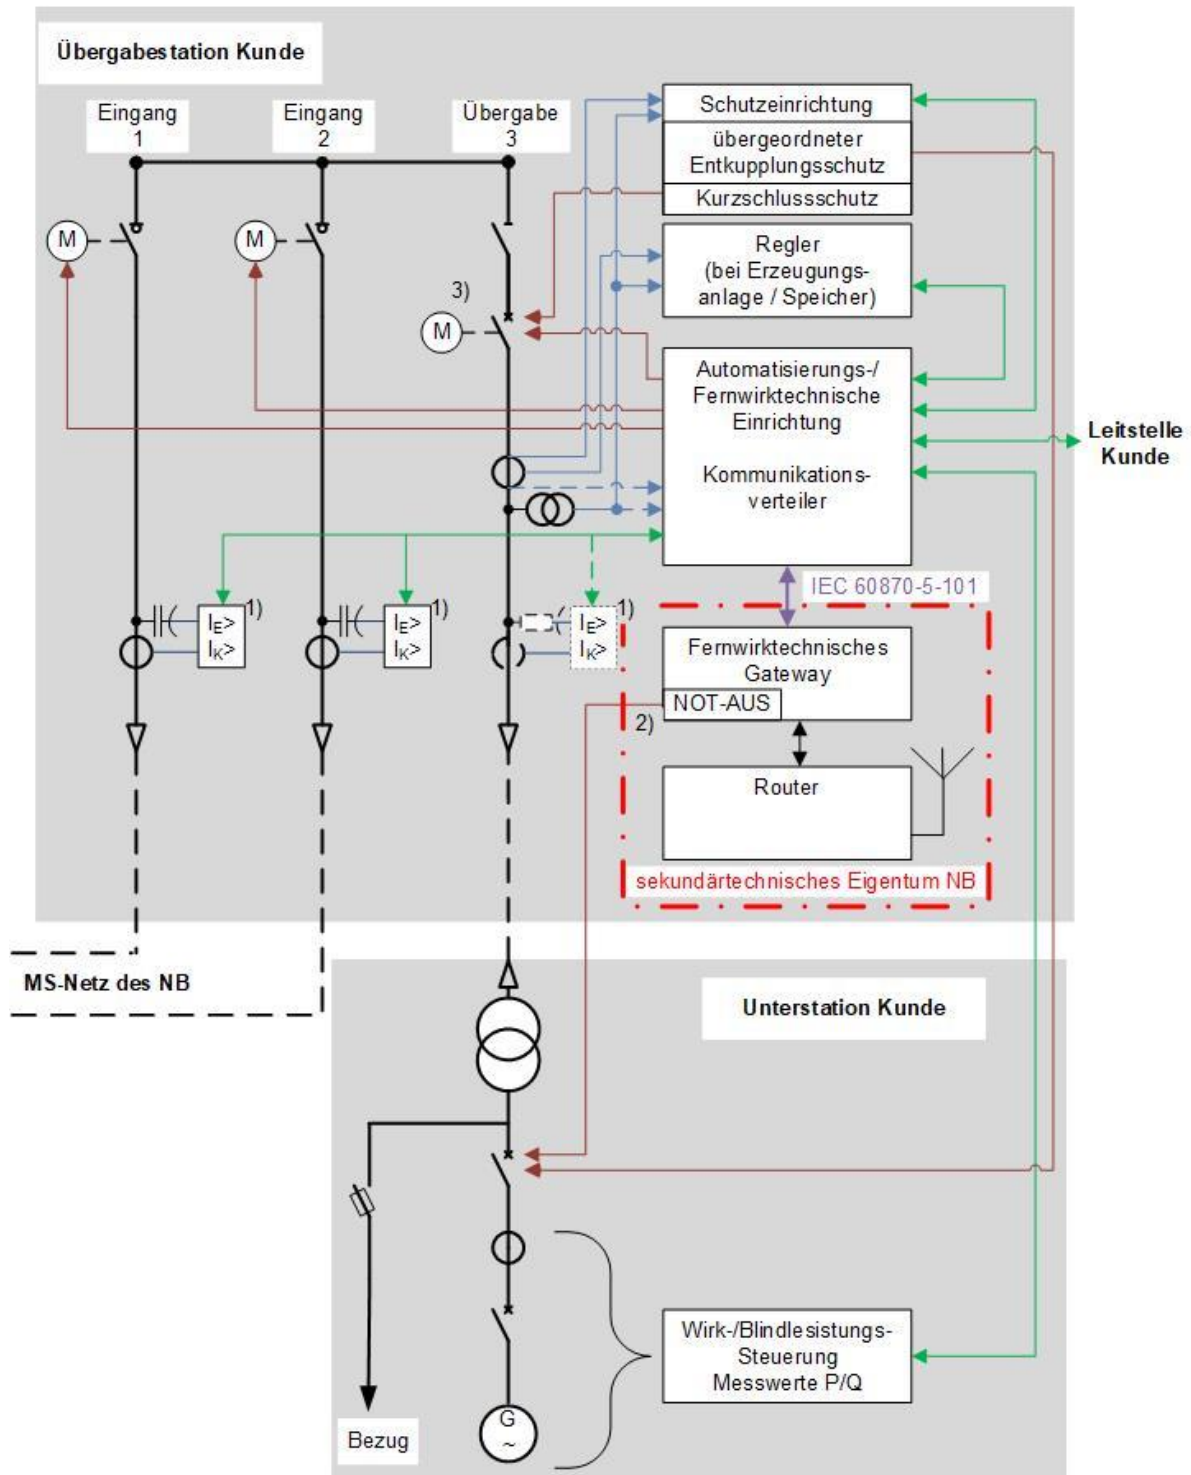 Übergabestation Kunde
Eingang
1
Eingang
2
Übergabe
3
Schutzeinrichtung
übergeordneter
Entkupplungsschutz
Kurzschlussschutz
M
M
Regler
(bei Erzeugungs-
anlage / Speicher)
3)
M
Automatisierungs-/
Fernwirktechnische
Einrichtung
Kommunikations-
verteiler
Leitstelle
Kunde
IEC 60870-5-101
1)
IE>
IK>
1)
IE>
IK>
1)
IE>
IK>
Fernwirktechnisches
Gateway
NOT-AUS
2)
Router
sekundärtechnisches Eigentum NB
MS-Netz des NB
Unterstation Kunde
Wirk-/Blindlesistungs-
Steuerung
Messwerte P/Q
G
~
Bezug